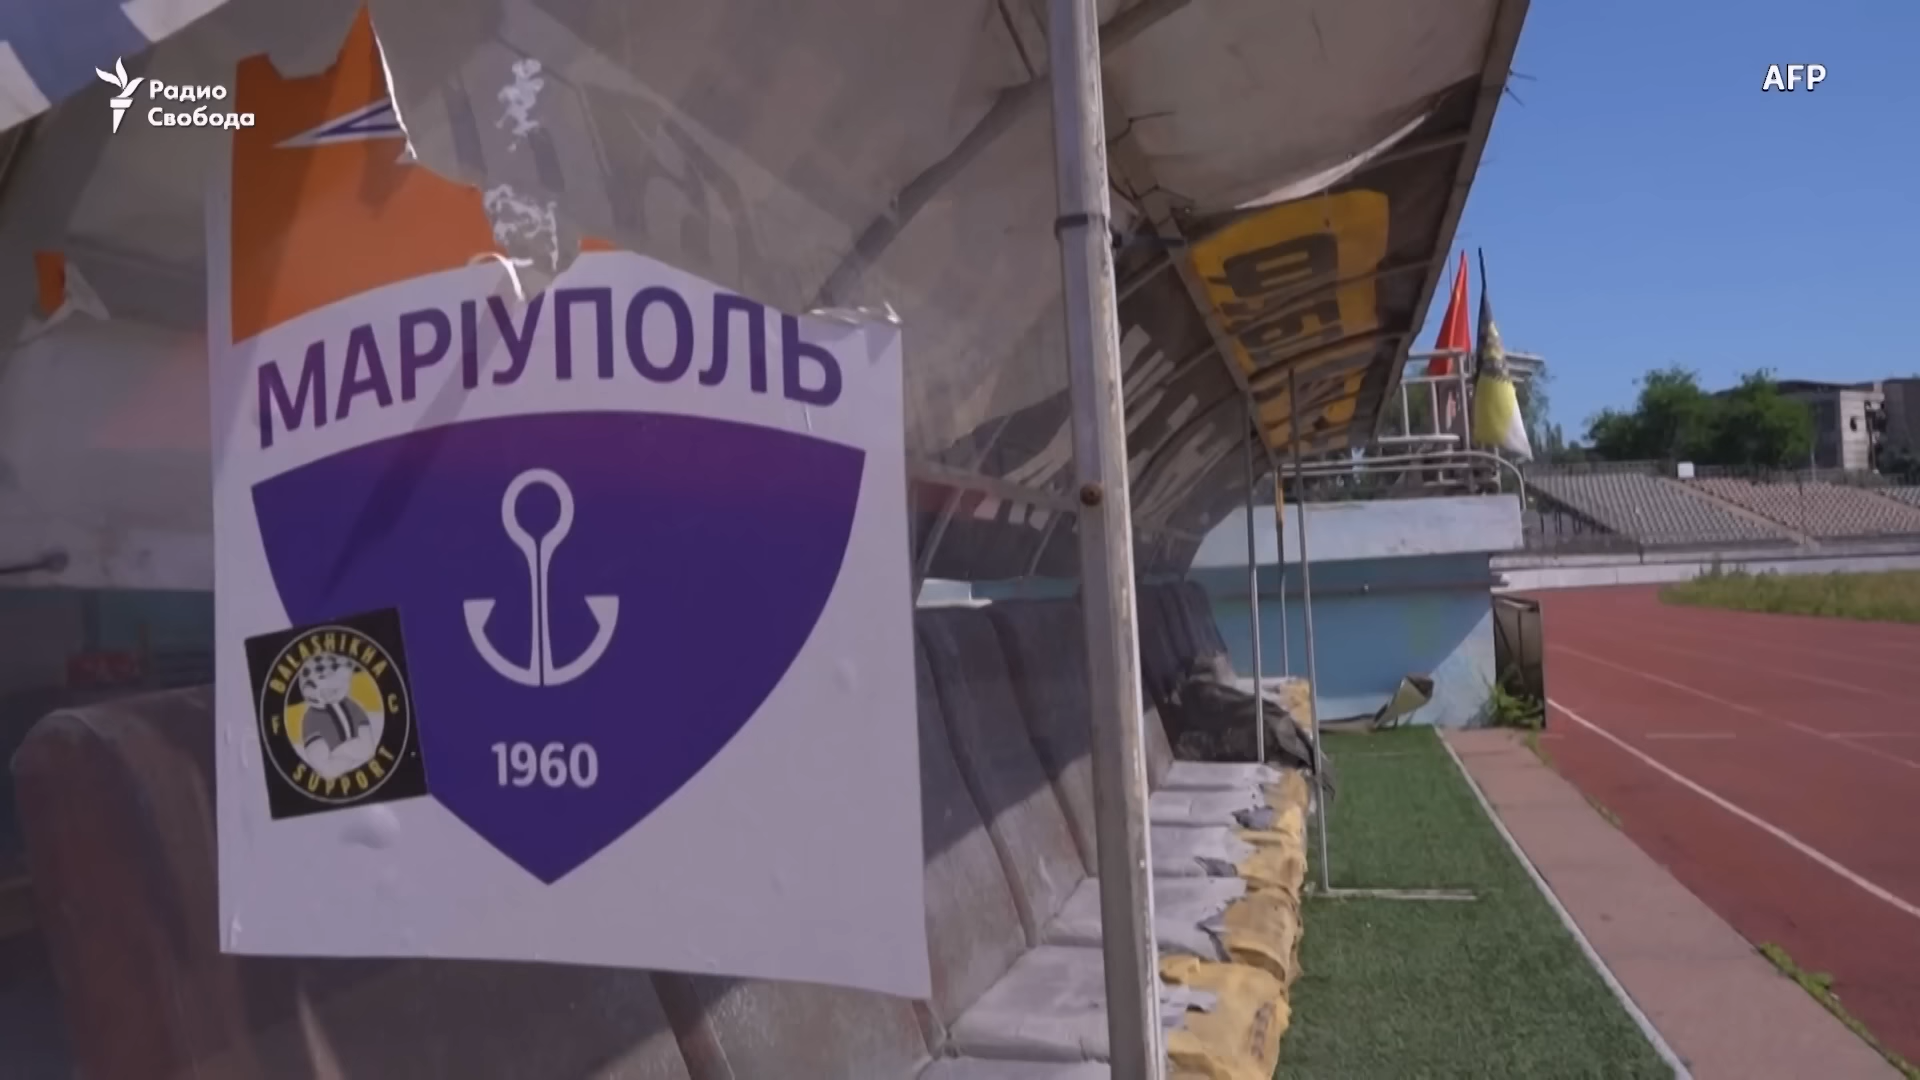 Радио
Свобода
AFP
МАРІУПОЛЬ
1960
BALASHIKHA
F C
SUPPORT